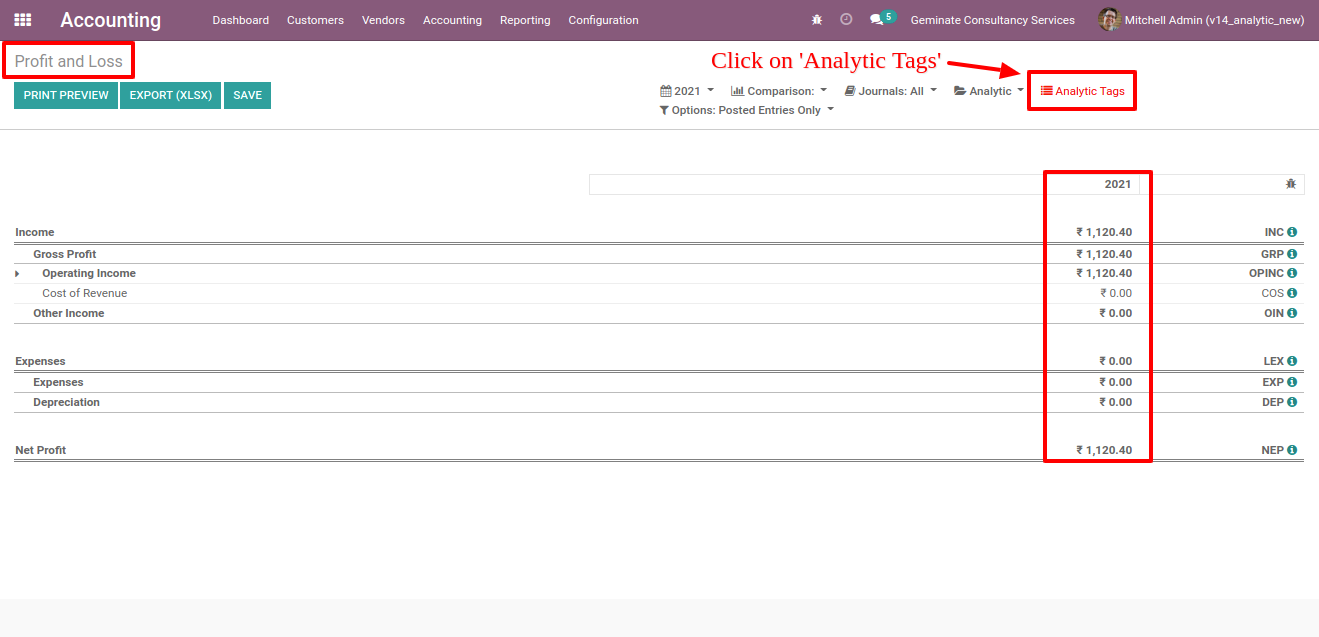 Accounting Dashboard Customers Vendors Accounting Reporting Configuration 5 Geminate Consultancy Services Mitchell Admin (v14_analytic_new)
Profit and Loss
Click on 'Analytic Tags'
PRINT PREVIEW EXPORT (XLSX) SAVE
2021 Comparison: Journals: All Analytic Analytic Tags
Options: Posted Entries Only
2021
Income ₹ 1,120.40 INC
Gross Profit ₹ 1,120.40 GRP
Operating Income ₹ 1,120.40 OPINC
Cost of Revenue ₹ 0.00 COS
Other Income ₹ 0.00 OIN
Expenses ₹ 0.00 LEX
Expenses ₹ 0.00 EXP
Depreciation ₹ 0.00 DEP
Net Profit ₹ 1,120.40 NEP